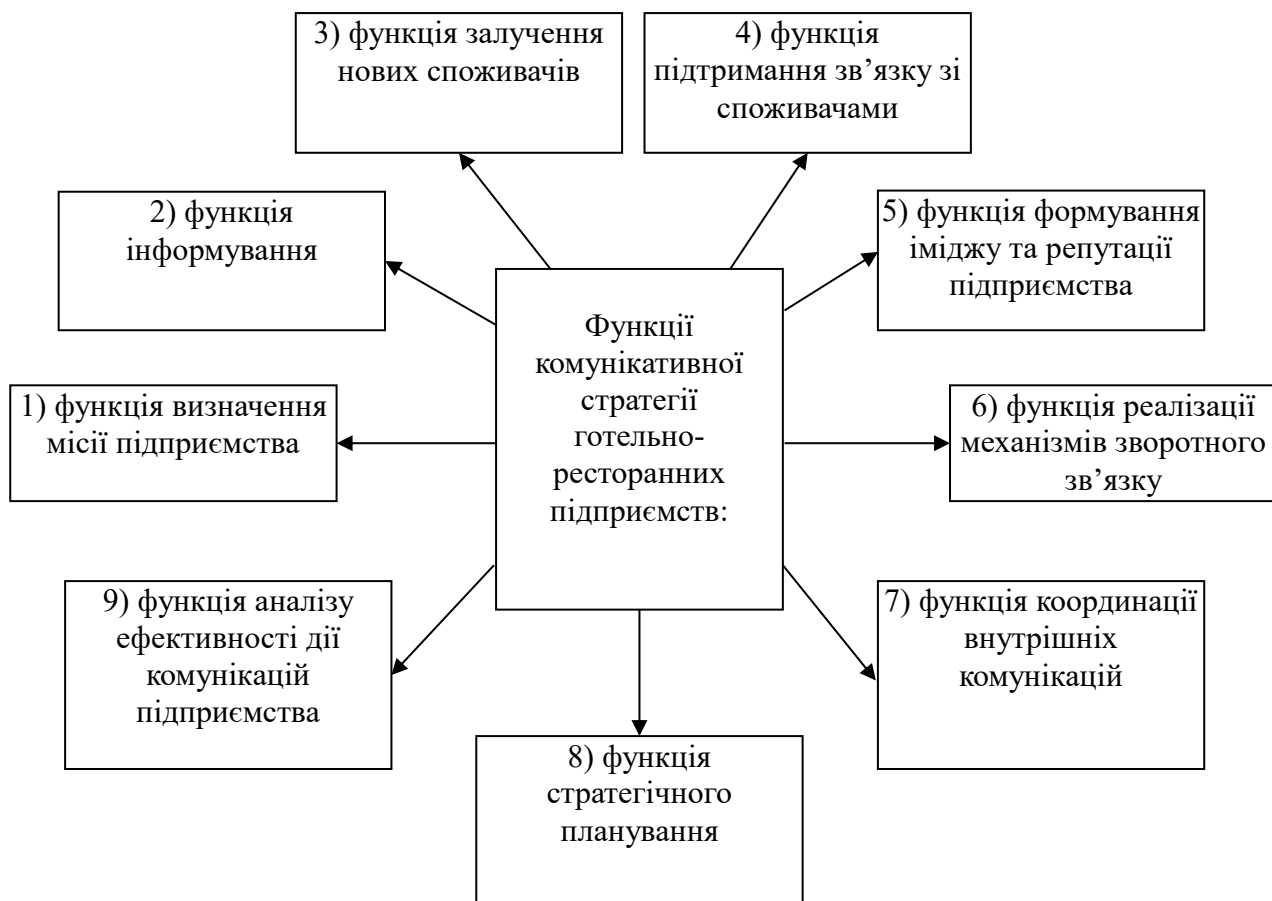 3) функція залучення
нових споживачів
4) функція
підтримання зв’язку зі
споживачами
2) функція
інформування
5) функція формування
іміджу та репутації
підприємства
Функції
комунікативної
стратегії
готельно-
ресторанних
підприємств:
1) функція визначення
місії підприємства
6) функція реалізації
механізмів зворотного
зв’язку
9) функція аналізу
ефективності дії
комунікацій
підприємства
7) функція координації
внутрішніх
комунікацій
8) функція
стратегічного
планування